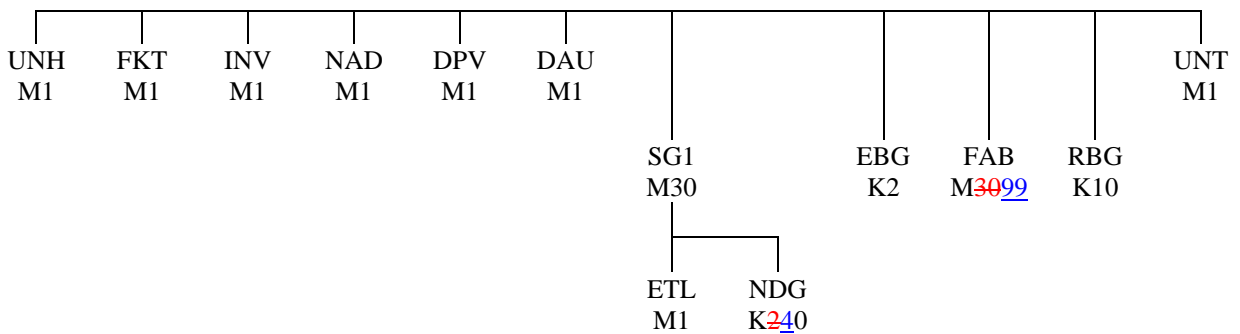 UNH FKT INV NAD DPV DAU UNT
M1 M1 M1 M1 M1 M1 M1
SG1 EBG FAB RBG
M30 K2 M3099 K10
ETL NDG
M1 K240